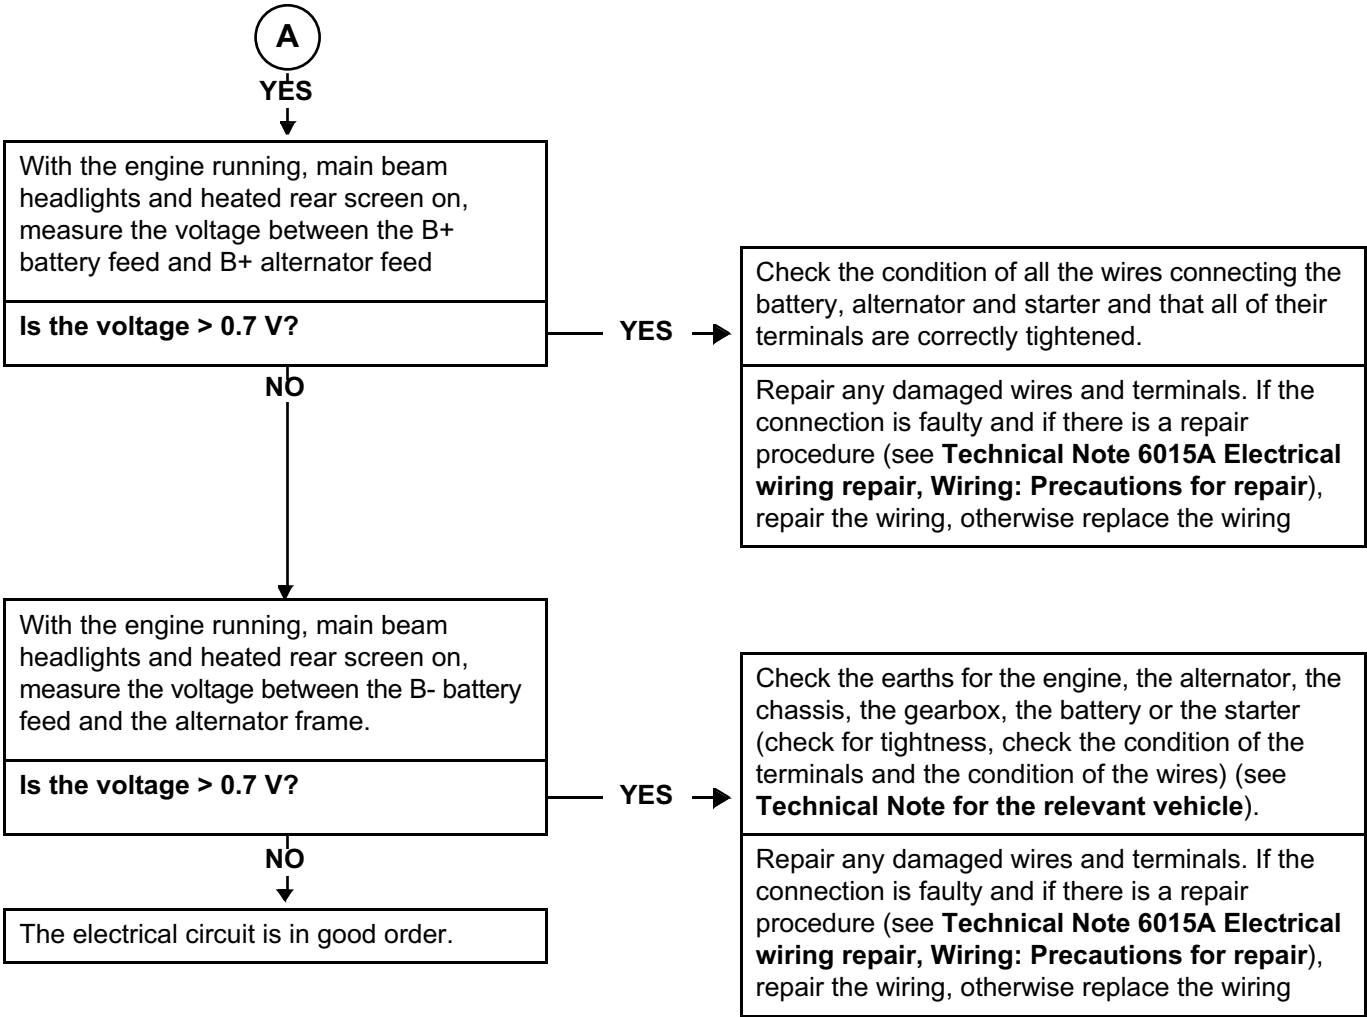 A
YES
With the engine running, main beam
headlights and heated rear screen on,
measure the voltage between the B+
battery feed and B+ alternator feed
Is the voltage > 0.7 V?
YES
Check the condition of all the wires connecting the
battery, alternator and starter and that all of their
terminals are correctly tightened.
Repair any damaged wires and terminals. If the
connection is faulty and if there is a repair
procedure (see Technical Note 6015A Electrical
wiring repair, Wiring: Precautions for repair),
repair the wiring, otherwise replace the wiring
NO
With the engine running, main beam
headlights and heated rear screen on,
measure the voltage between the B- battery
feed and the alternator frame.
Is the voltage > 0.7 V?
YES
Check the earths for the engine, the alternator, the
chassis, the gearbox, the battery or the starter
(check for tightness, check the condition of the
terminals and the condition of the wires) (see
Technical Note for the relevant vehicle).
Repair any damaged wires and terminals. If the
connection is faulty and if there is a repair
procedure (see Technical Note 6015A Electrical
wiring repair, Wiring: Precautions for repair),
repair the wiring, otherwise replace the wiring
NO
The electrical circuit is in good order.